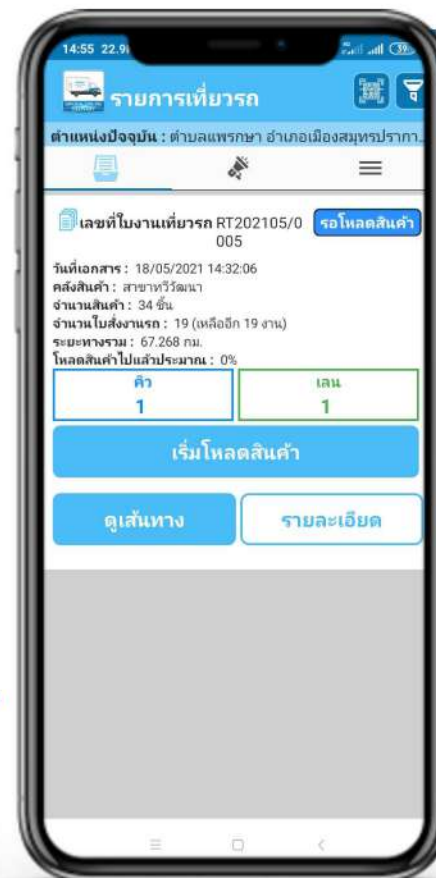 14:55 22.9
39
รายการเที่ยวรถ
ตำแหน่งปัจจุบัน : ตำบลแพรกษา อำเภอเมืองสมุทรปรากา..
เลขที่ใบงานเที่ยวรถ RT202105/0
005
รอโหลดสินค้า
วันที่เอกสาร : 18/05/2021 14:32:06
คลังสินค้า : สาขาทวีวัฒนา
จำนวนสินค้า : 34 ชิ้น
จำนวนใบสั่งงานรถ : 19 (เหลืออีก 19 งาน)
ระยะทางรวม : 67.268 กม.
โหลดสินค้าไปแล้วประมาณ : 0%
คิว
1
เลน
1
เริ่มโหลดสินค้า
ดูเส้นทาง
รายละเอียด